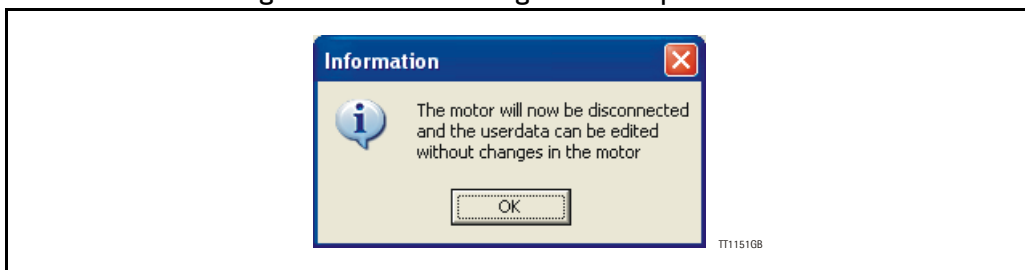 Information
The motor will now be disconnected
and the userdata can be edited
without changes in the motor
OK
TT1151GB